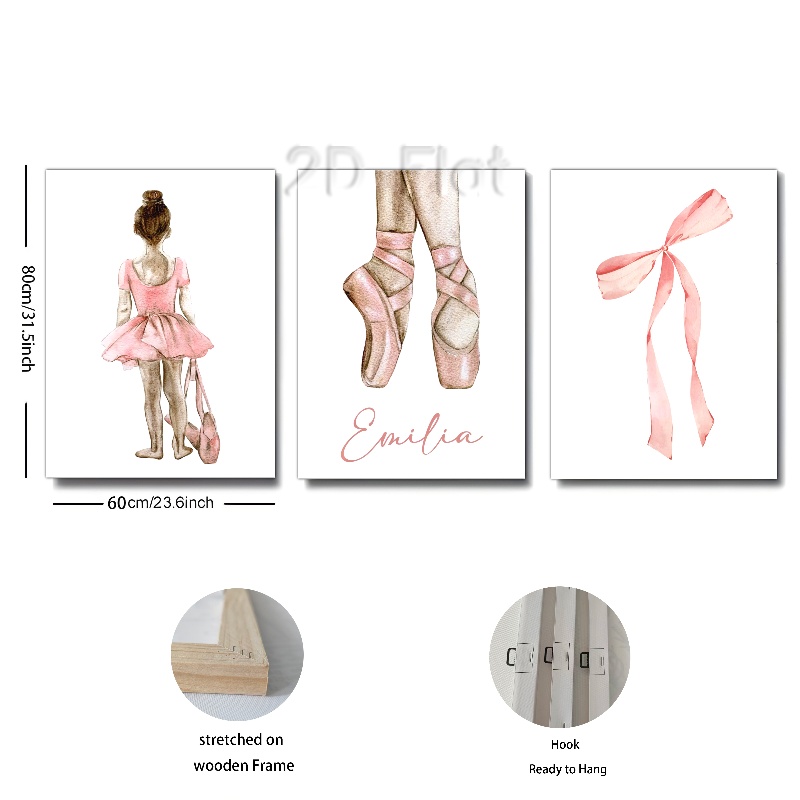 2D Flat
80cm/31.5inch
Emilia
60cm/23.6inch
stretched on
wooden Frame
Hook
Ready to Hang